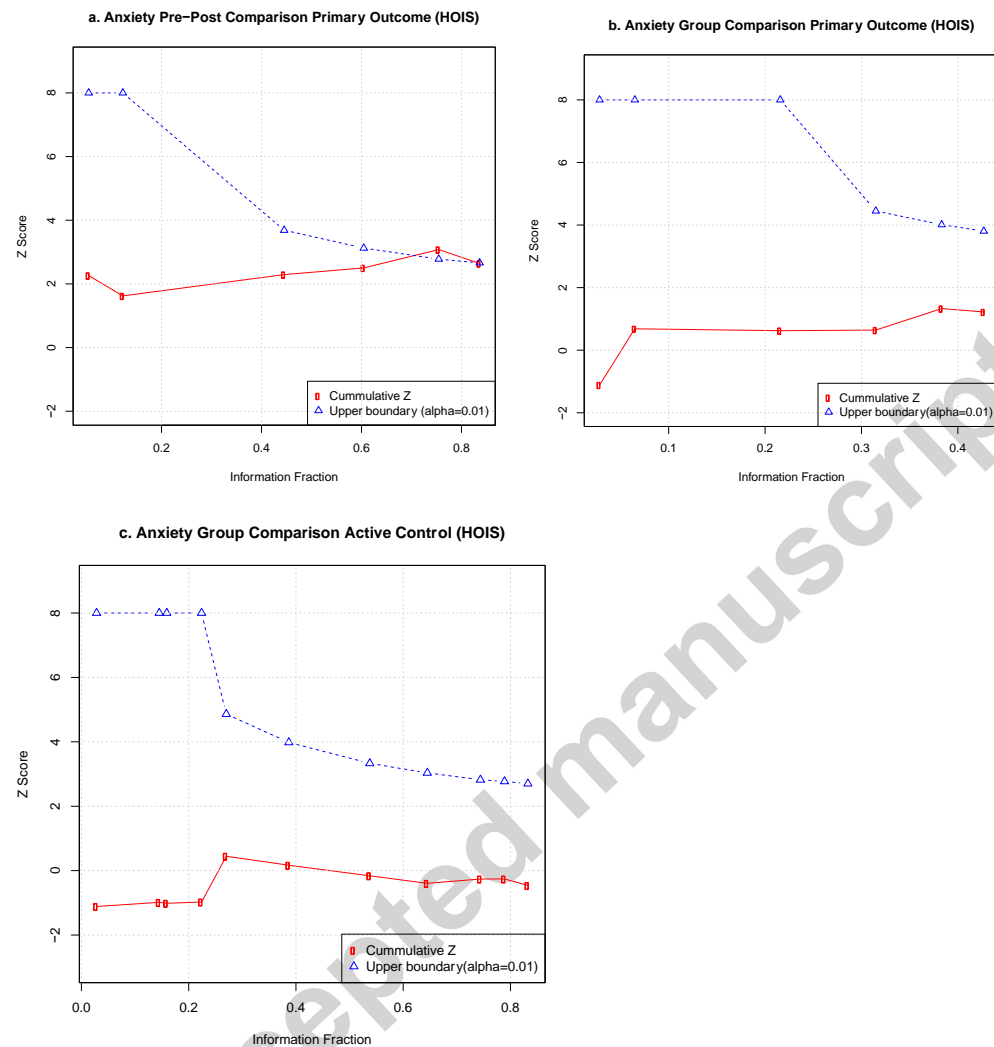 a. Anxiety Pre−Post Comparison Primary Outcome (HOIS)
Z Score
8
6
4
2
0
−2
0.2 0.4 0.6 0.8
Information Fraction
Cummulative Z
Upper boundary (alpha=0.01)
b. Anxiety Group Comparison Primary Outcome (HOIS)
Z Score
8
6
4
2
0
−2
0.1 0.2 0.3 0.4
Information Fraction
Cummulative Z
Upper boundary(alpha=0.01)
c. Anxiety Group Comparison Active Control (HOIS)
Z Score
8
6
4
2
0
−2
0.0 0.2 0.4 0.6 0.8
Information Fraction
Cummulative Z
Upper boundary(alpha=0.01)
cepted manuscript